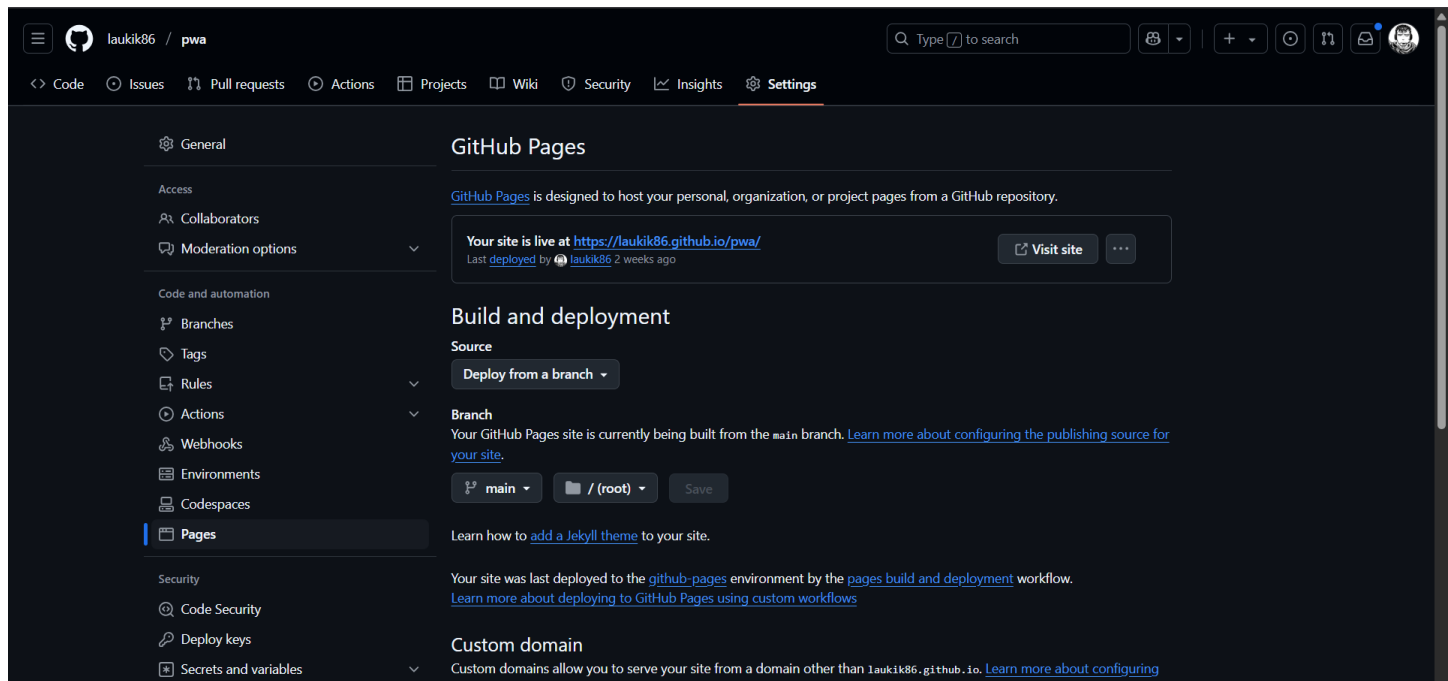 laukik86 / pwa
Type / to search
Code Issues Pull requests Actions Projects Wiki Security Insights Settings
General
Access
Collaborators
Moderation options
Code and automation
Branches
Tags
Rules
Actions
Webhooks
Environments
Codespaces
Pages
Security
Code Security
Deploy keys
Secrets and variables
GitHub Pages
GitHub Pages is designed to host your personal, organization, or project pages from a GitHub repository.
Your site is live at https://laukik86.github.io/pwa/
Last deployed by laukik86 2 weeks ago
Visit site
Build and deployment
Source
Deploy from a branch
Branch
Your GitHub Pages site is currently being built from the main branch. Learn more about configuring the publishing source for
your site.
main / (root) Save
Learn how to add a Jekyll theme to your site.
Your site was last deployed to the github-pages environment by the pages build and deployment workflow.
Learn more about deploying to GitHub Pages using custom workflows
Custom domain
Custom domains allow you to serve your site from a domain other than laukik86.github.io. Learn more about configuring